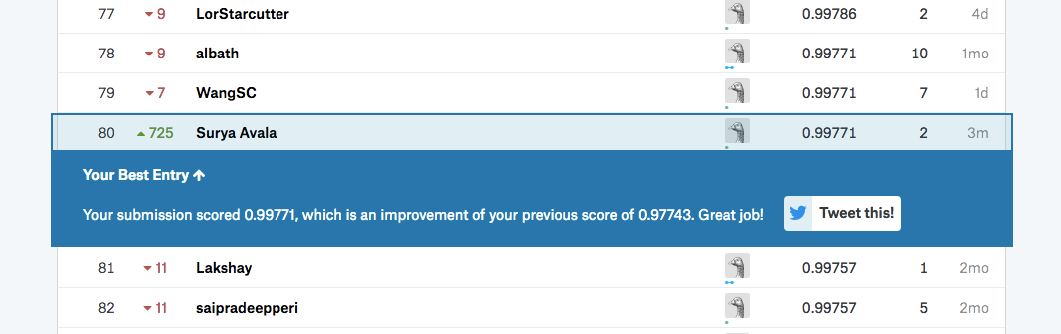 77 9 LorStarcutter 0.99786 2 4d
78 9 albath 0.99771 10 1mo
79 7 WangSC 0.99771 7 1d
80 725 Surya Avala 0.99771 2 3m
Your Best Entry ↑
Your submission scored 0.99771, which is an improvement of your previous score of 0.97743. Great job! Tweet this!
81 11 Lakshay 0.99757 1 2mo
82 11 saipradeepperi 0.99757 5 2mo